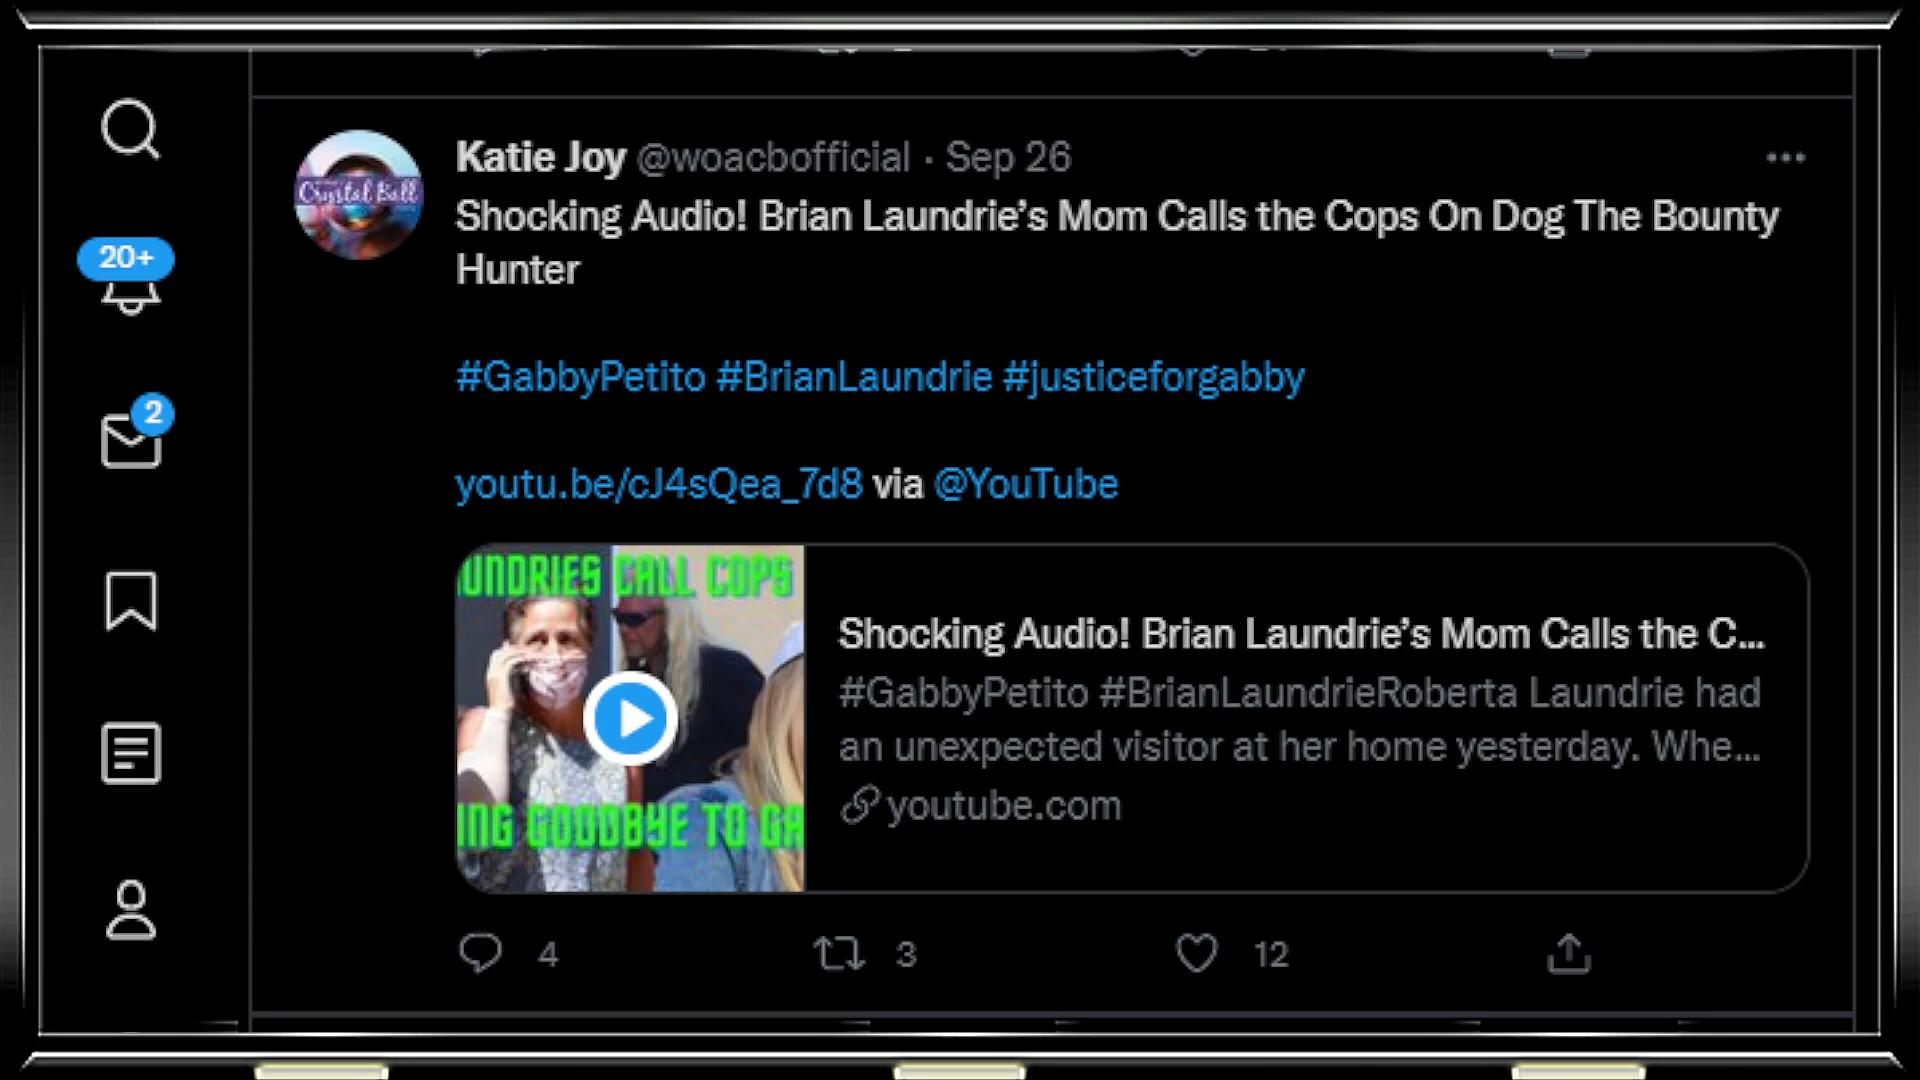 Katie Joy @woacbofficial · Sep 26
Crystal Ball
Shocking Audio! Brian Laundrie's Mom Calls the Cops On Dog The Bounty
Hunter
20+
#GabbyPetito #BrianLaundrie #justiceforgabby
2
youtu.be/cJ4sQea_7d8 via @YouTube
UNDRIES CALL COPS
ING GOODBYE TO GA
Shocking Audio! Brian Laundrie's Mom Calls the C...
#GabbyPetito #BrianLaundrieRoberta Laundrie had
an unexpected visitor at her home yesterday. Whe...
youtube.com
4 3 12